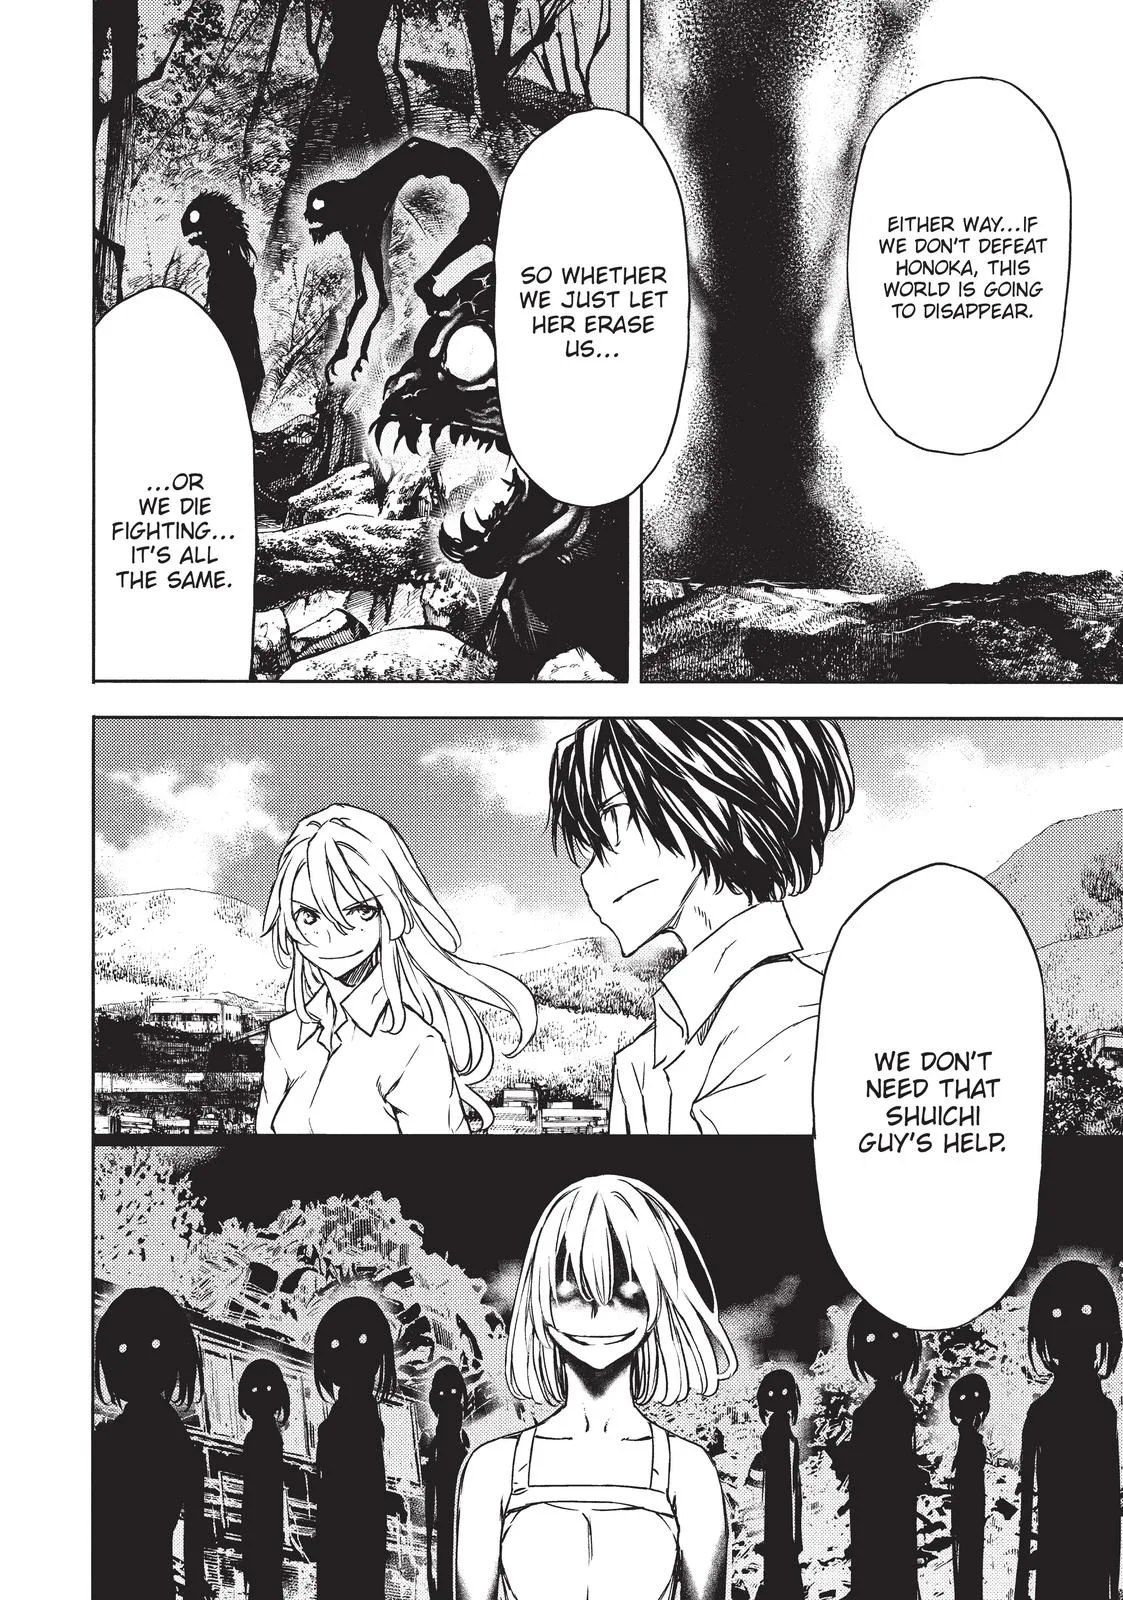 EITHER WAY...IF
WE DON'T DEFEAT
HONOKA, THIS
WORLD IS GOING
TO DISAPPEAR.
SO WHETHER
WE JUST LET
HER ERASE
US...
...OR
WE DIE
FIGHTING...
IT'S ALL
THE SAME.
WE DON'T
NEED THAT
SHUICHI
GUY'S HELP.